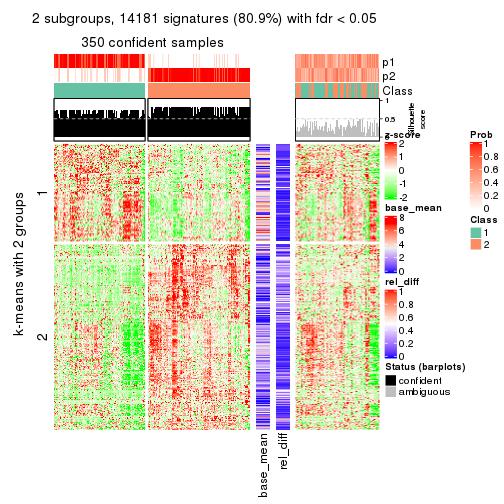 2 subgroups, 14181 signatures (80.9%) with fdr < 0.05
350 confident samples
p1
p2
Class
1
0.5
0
Silhouette
score
k-means with 2 groups
1
2
base_mean
rel_diff
z-score
2
1
0
-1
-2
base_mean
8
6
4
2
0
rel_diff
1
0.8
0.6
0.4
0.2
0
Status (barplots)
confident
ambiguous
Prob
1
0.8
0.6
0.4
0.2
0
Class
1
2